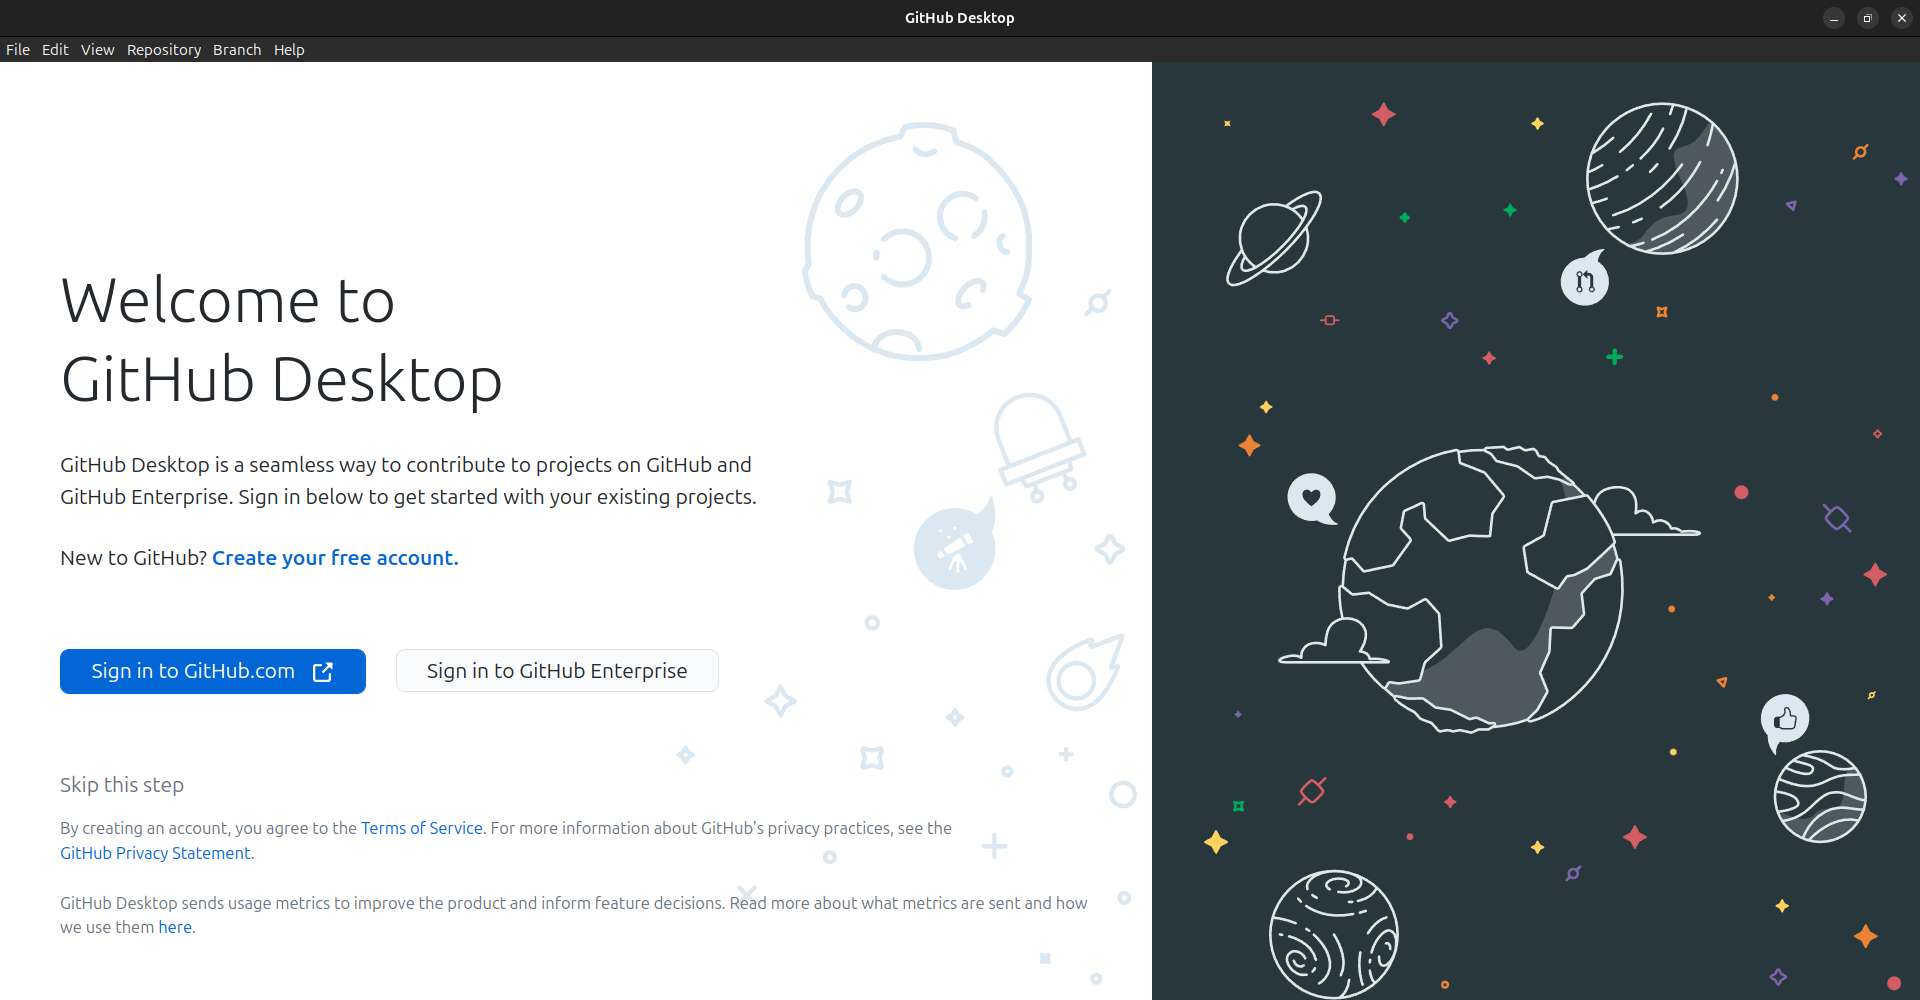 GitHub Desktop
File Edit View Repository Branch Help
Welcome to
GitHub Desktop
GitHub Desktop is a seamless way to contribute to projects on GitHub and
GitHub Enterprise. Sign in below to get started with your existing projects.
New to GitHub? Create your free account.
Sign in to GitHub.com
Sign in to GitHub Enterprise
Skip this step
By creating an account, you agree to the Terms of Service. For more information about GitHub's privacy practices, see the
GitHub Privacy Statement.
GitHub Desktop sends usage metrics to improve the product and inform feature decisions. Read more about what metrics are sent and how
we use them here.